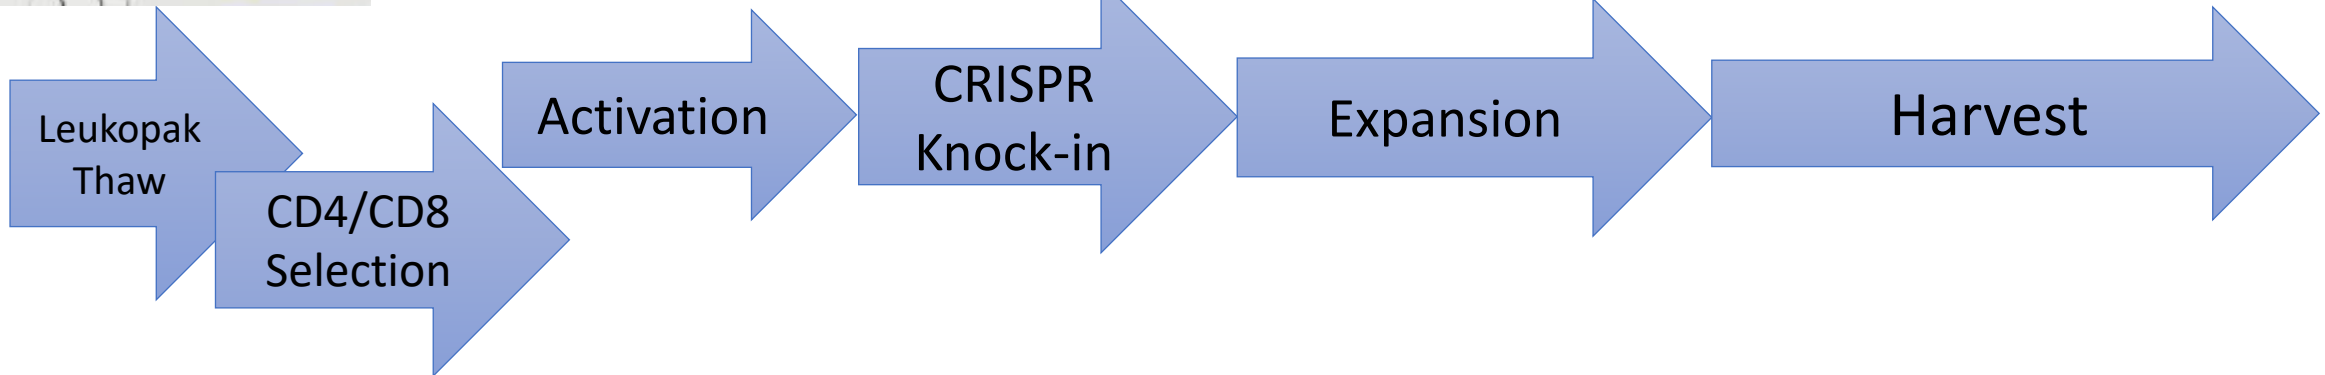 Leukopak
Thaw
CD4/CD8
Selection
Activation
CRISPR
Knock-in
Expansion
Harvest